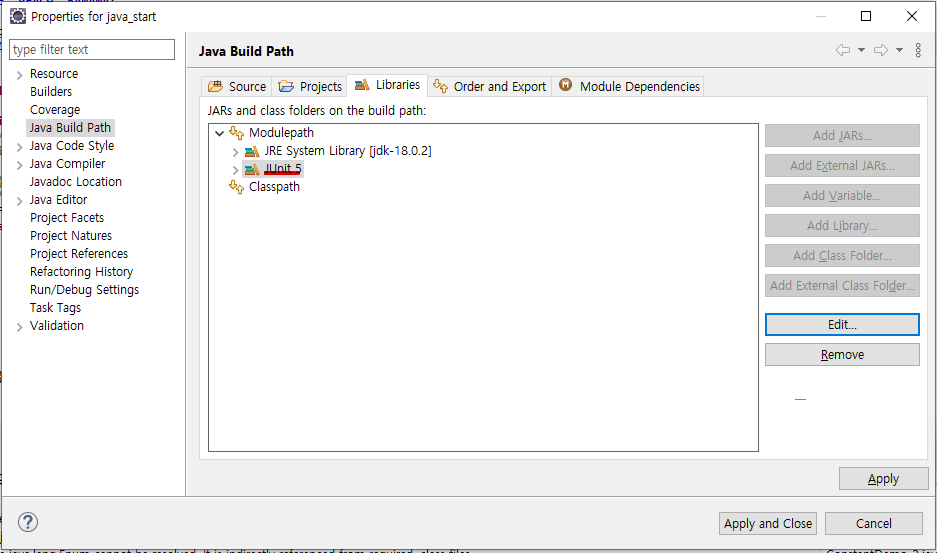 Properties for java_start
type filter text
Java Build Path
Resource
Builders
Coverage
Java Build Path
Java Code Style
Java Compiler
Javadoc Location
Java Editor
Project Facets
Project Natures
Project References
Refactoring History
Run/Debug Settings
Task Tags
Validation
Source
Projects
Libraries
Order and Export
Module Dependencies
JARs and class folders on the build path:
Modulepath
JRE System Library [jdk-18.0.2]
JUnit 5
Classpath
Add JARs...
Add External JARs...
Add Variable...
Add Library...
Add Class Folder...
Add External Class Folder...
Edit...
Remove
Apply
Apply and Close
Cancel